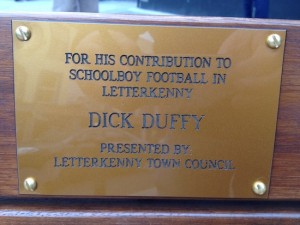 FOR HIS CONTRIBUTION TO
SCHOOLBOY FOOTBALL IN
LETTERKENNY
DICK DUFFY
PRESENTED BY
LETTERKENNY TOWN COUNCIL